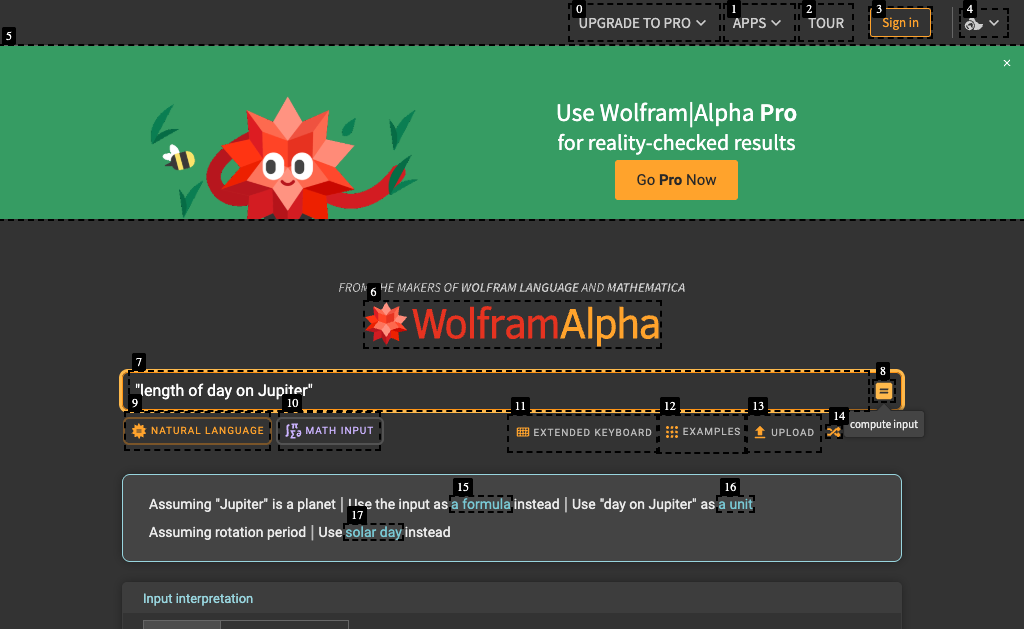 UPGRADE TO PRO APPS TOUR Sign in
0 1 2 3 4
5
×
Use Wolfram|Alpha Pro
for reality-checked results
Go Pro Now
FROM THE MAKERS OF WOLFRAM LANGUAGE AND MATHEMATICA
6
WolframAlpha
7 8
"length of day on Jupiter"
=
9 10 11 12 13 14
NATURAL LANGUAGE MATH INPUT EXTENDED KEYBOARD EXAMPLES UPLOAD
compute input
15 16
Assuming "Jupiter" is a planet | Use the input as a formula instead | Use "day on Jupiter" as a unit
17
Assuming rotation period | Use solar day instead
Input interpretation